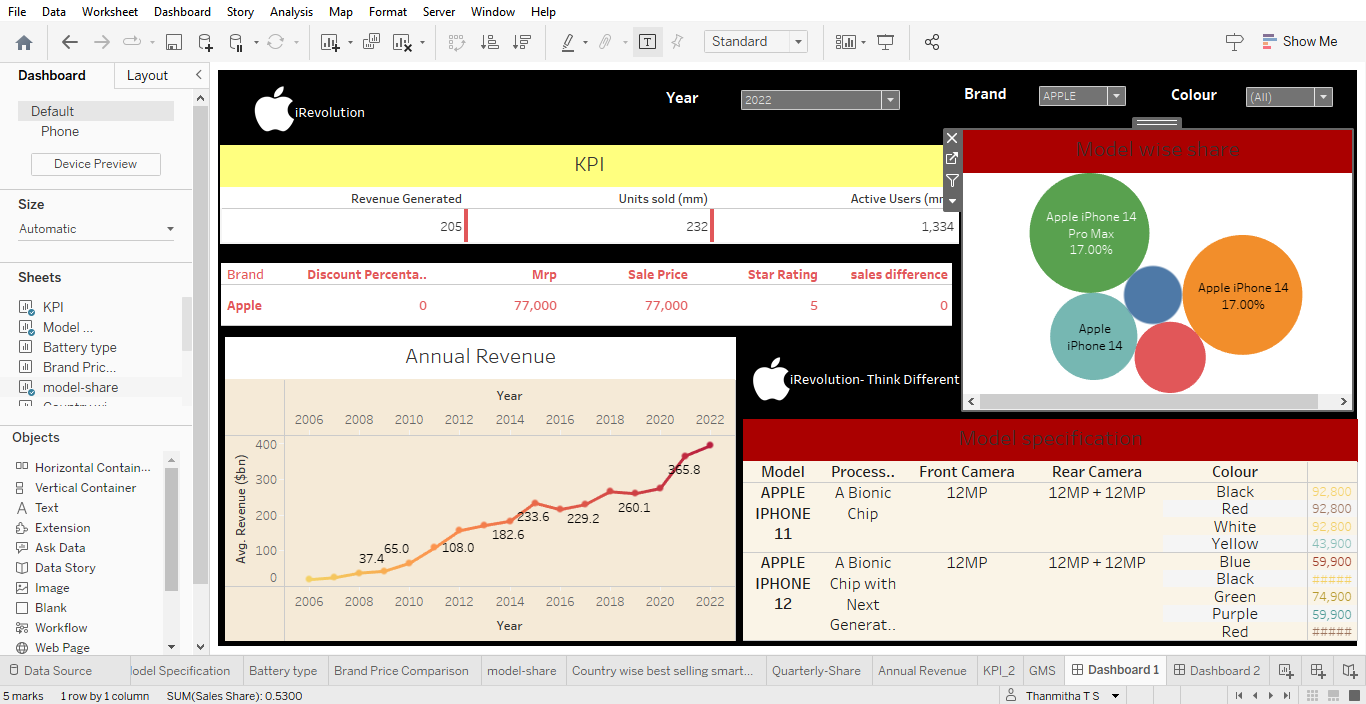 File Data Worksheet Dashboard Story Analysis Map Format Server Window Help
Standard
Show Me
Dashboard Layout
Default
Phone
Device Preview
Size
Automatic
Sheets
KPI
Model ...
Battery type
Brand Pric...
model-share
Objects
Horizontal Contain...
Vertical Container
Text
Extension
Ask Data
Data Story
Image
Blank
Workflow
Web Page
iRevolution
Year 2022 Brand APPLE Colour (All)
KPI
Revenue Generated Units sold (mm) Active Users (mm
205 232 1,334
Brand Discount Percenta.. Mrp Sale Price Star Rating sales difference
Apple 0 77,000 77,000 5 0
Model wise share
Apple iPhone 14
Pro Max
17.00%
Apple iPhone 14
17.00%
Apple
iPhone 14
Annual Revenue
Year
2006 2008 2010 2012 2014 2016 2018 2020 2022
Avg. Revenue ($bn)
400
300
200
100
0
37.4
65.0
108.0
182.6
233.6
229.2
260.1
365.8
2006 2008 2010 2012 2014 2016 2018 2020 2022
Year
iRevolution- Think Different
Model specification
Model Process.. Front Camera Rear Camera Colour
APPLE
IPHONE
11
A Bionic
Chip
12MP 12MP + 12MP
Black 92,800
Red 92,800
White 92,800
Yellow 43,900
APPLE
IPHONE
12
A Bionic
Chip with
Next
Generat..
12MP 12MP + 12MP
Blue 59,900
Black #####
Green 74,900
Purple 59,900
Red #####
Data Source odel Specification Battery type Brand Price Comparison model-share Country wise best selling smart... Quarterly-Share Annual Revenue KPI_2 GMS Dashboard 1 Dashboard 2
5 marks 1 row by 1 column SUM(Sales Share): 0.5300 Thanmitha T S